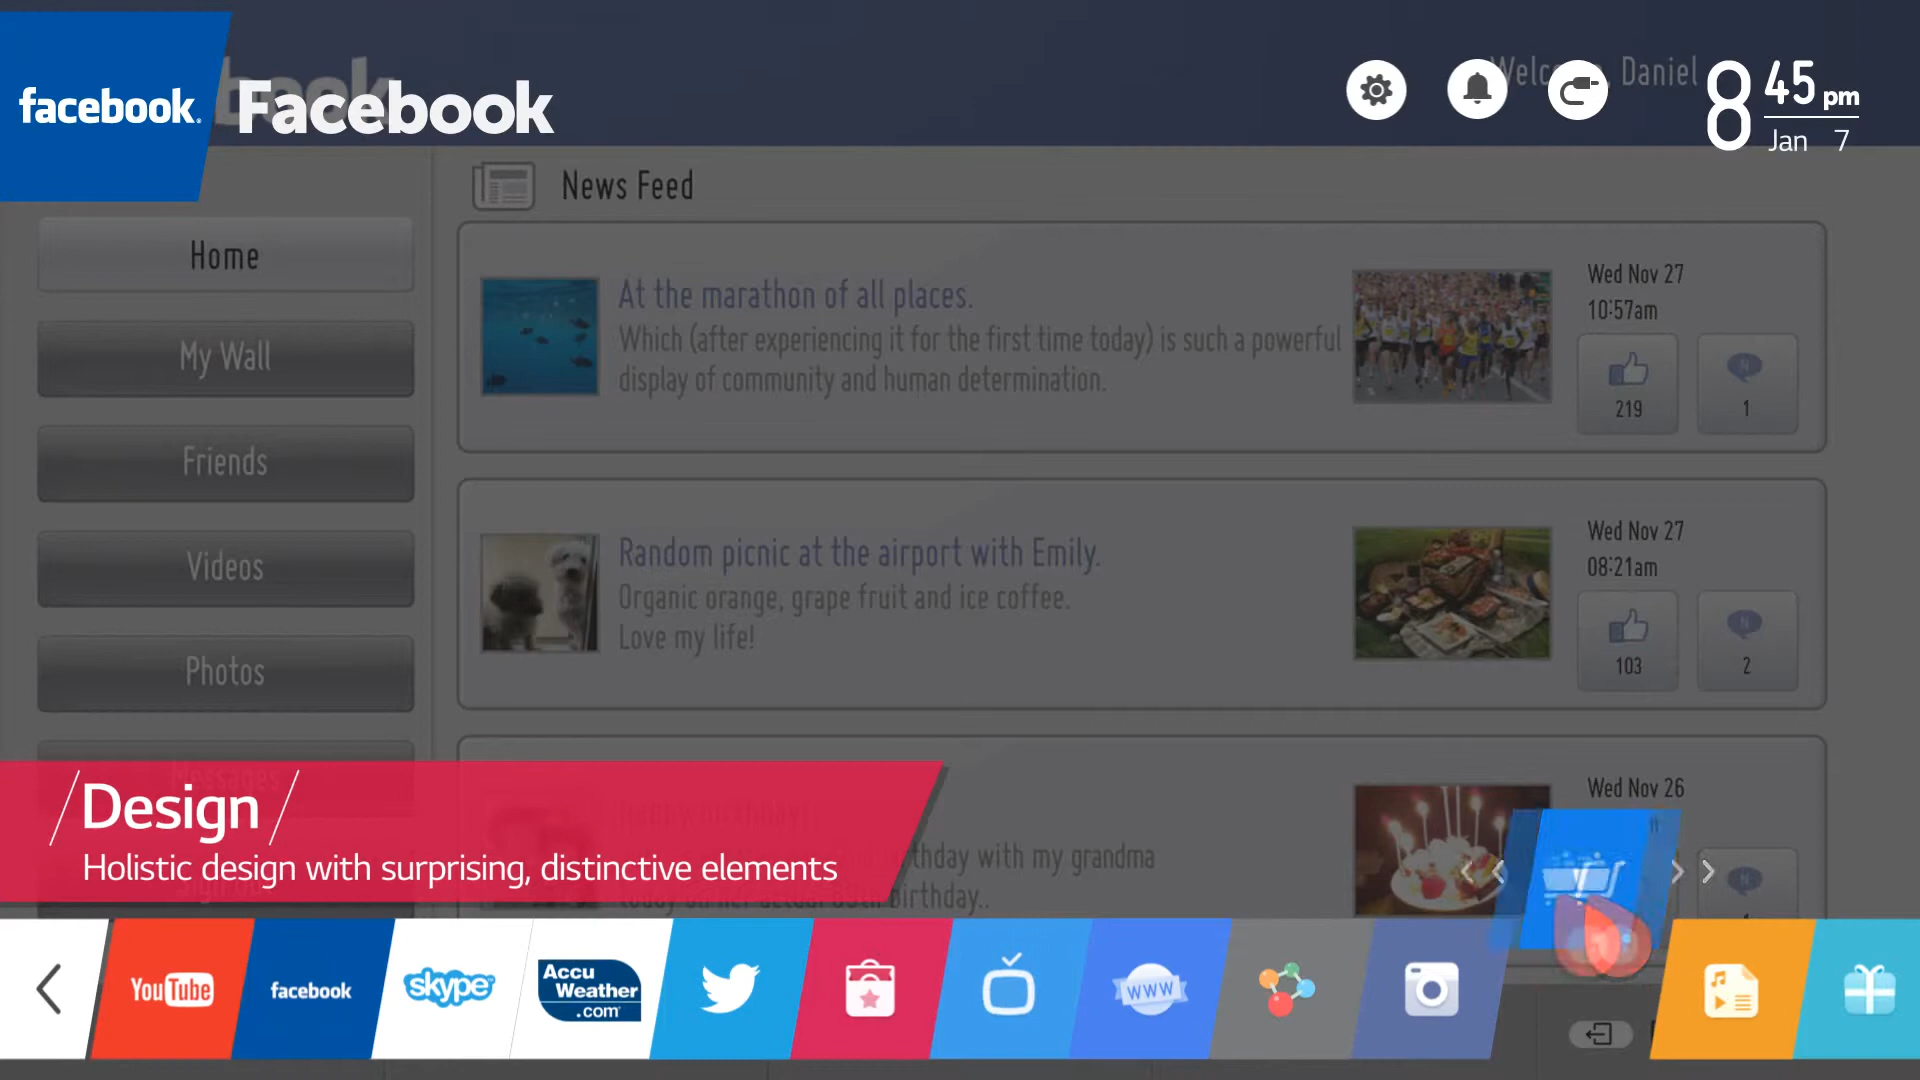 facebook.
Facebook
Welcome, Daniel
8 45 pm
Jan 7
News Feed
Home
My Wall
Friends
Videos
Photos
Messages
At the marathon of all places.
Which (after experiencing it for the first time today) is such a powerful
display of community and human determination.
Wed Nov 27
10:57am
219
N
1
Random picnic at the airport with Emily.
Organic orange, grape fruit and ice coffee.
Love my life!
Wed Nov 27
08:21am
103
N
2
birthday with my grandma
birthday..
Wed Nov 26
N
Design
Holistic design with surprising, distinctive elements
YouTube
facebook
skype
Accu
Weather
.com
WWW